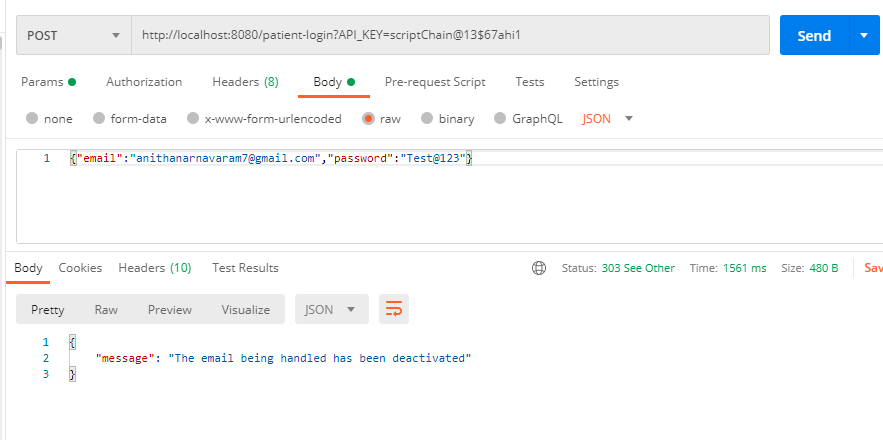 POST http://localhost:8080/patient-login?API_KEY=scriptChain@13$67ahi1 Send
Params Authorization Headers (8) Body Pre-request Script Tests Settings
none form-data x-www-form-urlencoded raw binary GraphQL JSON
1 {"email":"anithanarnavaram7@gmail.com","password":"Test@123"}
Body Cookies Headers (10) Test Results Status: 303 See Other Time: 1561 ms Size: 480 B Sav
Pretty Raw Preview Visualize JSON
1 {
2 "message": "The email being handled has been deactivated"
3 }